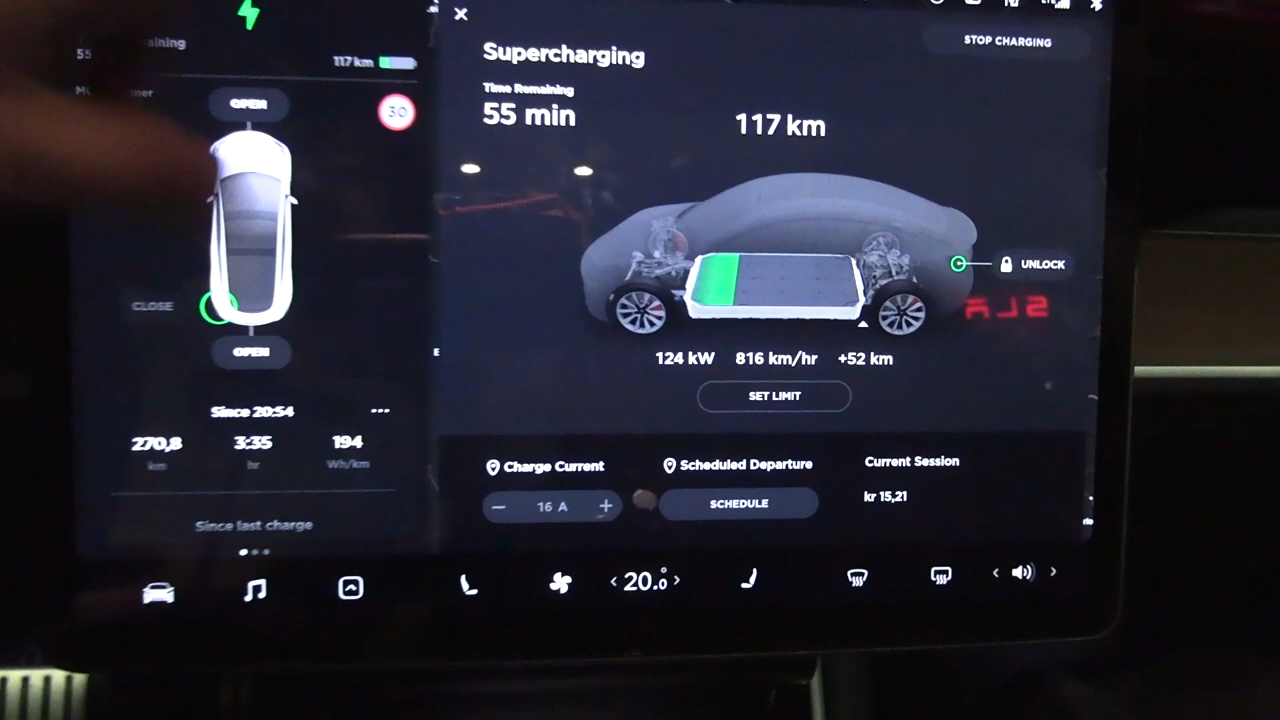 55
117 km
OPEN
30
CLOSE
OPEN
Since 20:54
270,8
3:35
194
km
hr
Wh/km
Since last charge
STOP CHARGING
Supercharging
Time Remaining
55 min
117 km
UNLOCK
124 kW 816 km/hr +52 km
SET LIMIT
Charge Current
Scheduled Departure
Current Session
16 A
SCHEDULE
kr 15,21
20.0